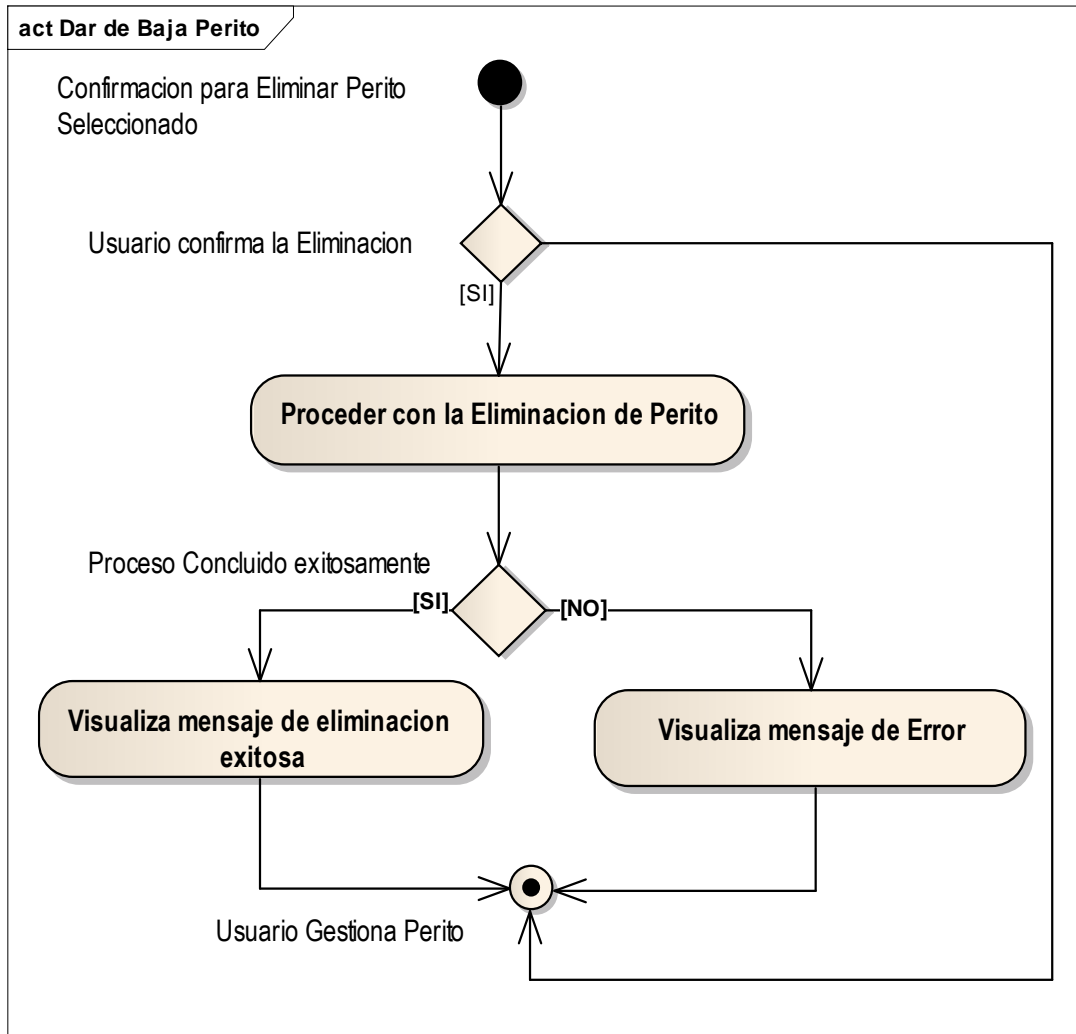 act Dar de Baja Perito
Confirmacion para Eliminar Perito
Seleccionado
Usuario confirma la Eliminacion
[SI]
Proceder con la Eliminacion de Perito
Proceso Concluido exitosamente
[SI]
[NO]
Visualiza mensaje de eliminacion
exitosa
Visualiza mensaje de Error
Usuario Gestiona Perito